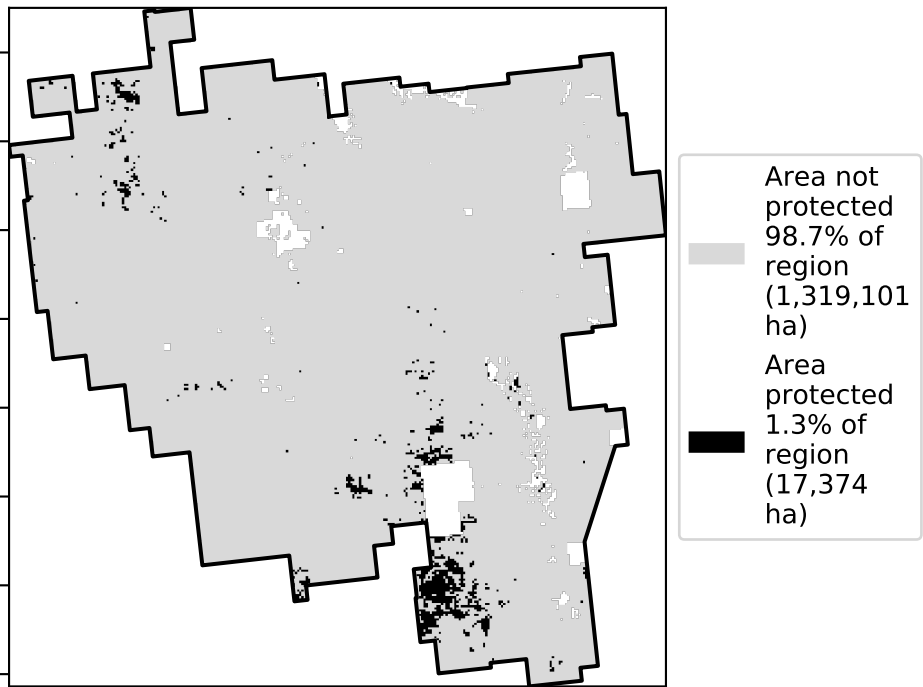 Area not
protected
98.7% of
region
(1,319,101
ha)
Area
protected
1.3% of
region
(17,374
ha)